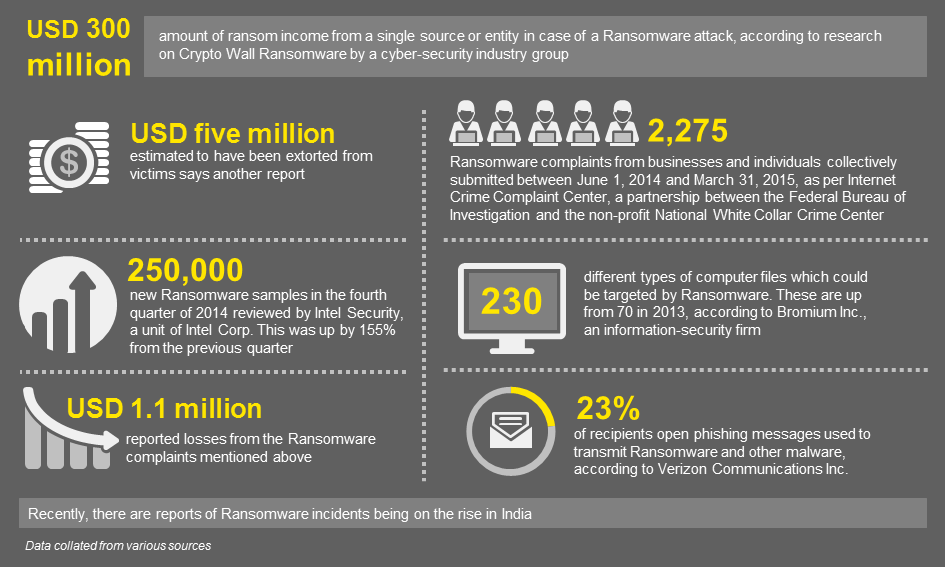 USD 300
million
amount of ransom income from a single source or entity in case of a Ransomware attack, according to research
on Crypto Wall Ransomware by a cyber-security industry group
$
USD five million
estimated to have been extorted from
victims says another report
2,275
Ransomware complaints from businesses and individuals collectively
submitted between June 1, 2014 and March 31, 2015, as per Internet
Crime Complaint Center, a partnership between the Federal Bureau of
Investigation and the non-profit National White Collar Crime Center
250,000
new Ransomware samples in the fourth
quarter of 2014 reviewed by Intel Security,
a unit of Intel Corp. This was up by 155%
from the previous quarter
230
different types of computer files which could
be targeted by Ransomware. These are up
from 70 in 2013, according to Bromium Inc.,
an information-security firm
USD 1.1 million
reported losses from the Ransomware
complaints mentioned above
23%
of recipients open phishing messages used to
transmit Ransomware and other malware,
according to Verizon Communications Inc.
Recently, there are reports of Ransomware incidents being on the rise in India
Data collated from various sources